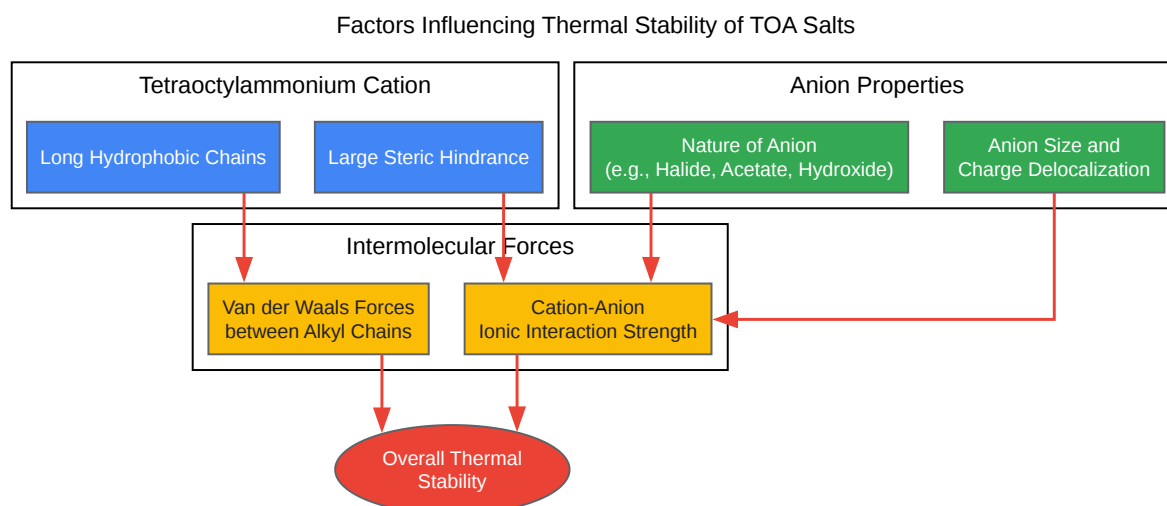 Factors Influencing Thermal Stability of TOA Salts
Tetraoctylammonium Cation
Anion Properties
Long Hydrophobic Chains
Large Steric Hindrance
Nature of Anion
(e.g., Halide, Acetate, Hydroxide)
Anion Size and
Charge Delocalization
Intermolecular Forces
Van der Waals Forces
between Alkyl Chains
Cation-Anion
Ionic Interaction Strength
Overall Thermal
Stability